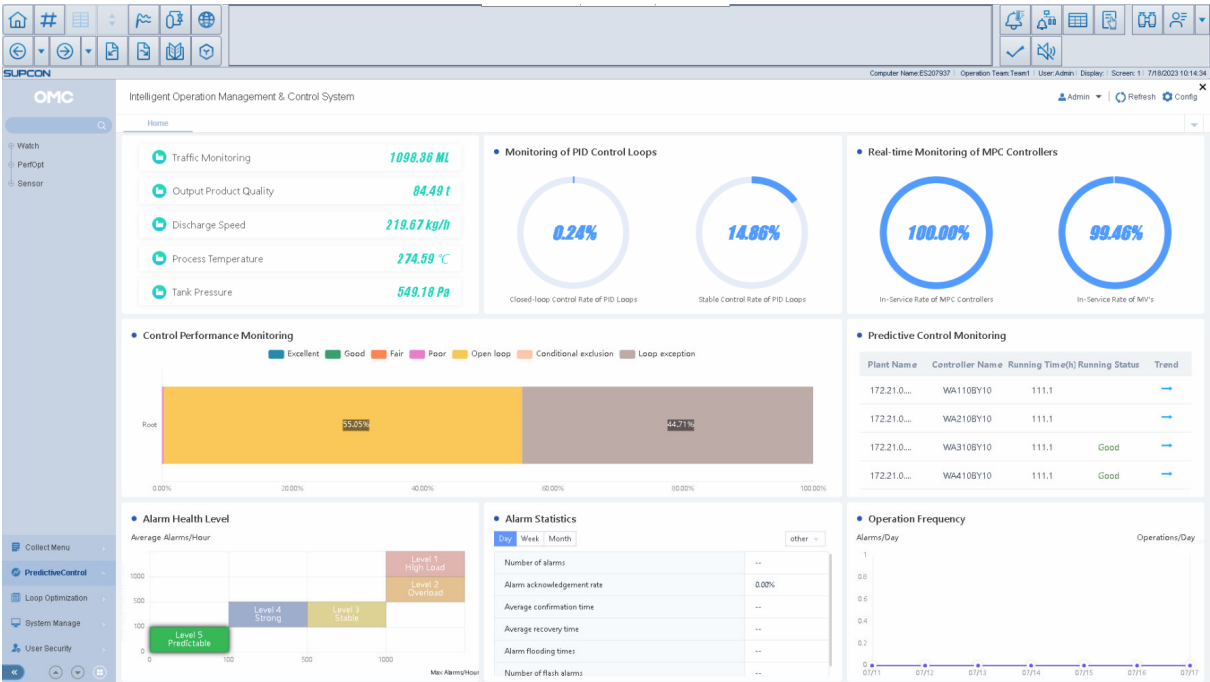 SUPCON
Computer Name:ES207937 | Operation Team:Team1 | User:Admin | Display: | Screen: 1 | 7/18/2023 10:14:34
OMC
Intelligent Operation Management & Control System
Admin
Refresh
Config
Home
Watch
PerfOpt
Sensor
Traffic Monitoring 1098.36 ML
Output Product Quality 84.49 t
Discharge Speed 219.67 kg/h
Process Temperature 274.59 °C
Tank Pressure 549.18 Pa
Monitoring of PID Control Loops
0.24%
14.86%
Closed-loop Control Rate of PID Loops
Stable Control Rate of PID Loops
Real-time Monitoring of MPC Controllers
100.00%
99.46%
In-Service Rate of MPC Controllers
In-Service Rate of MV's
Control Performance Monitoring
Excellent Good Fair Poor Open loop Conditional exclusion Loop exception
Root
55.05%
44.71%
0.00% 20.00% 40.00% 60.00% 80.00% 100.00%
Predictive Control Monitoring
Plant Name Controller Name Running Time(h) Running Status Trend
172.21.0.... WA110BY10 111.1
172.21.0.... WA210BY10 111.1
172.21.0.... WA310BY10 111.1 Good
172.21.0.... WA410BY10 111.1 Good
Collect Menu
PredictiveControl
Loop Optimization
System Manage
User Security
Alarm Health Level
Average Alarms/Hour
1000
500
100
0
Level 1
High Load
Level 2
Overload
Level 4
Strong
Level 3
Stable
Level 5
Predictable
0 100 500 1000
Max Alarms/Hour
Alarm Statistics
Day Week Month
other
Number of alarms --
Alarm acknowledgement rate 0.00%
Average confirmation time --
Average recovery time --
Alarm flooding times --
Number of flash alarms --
Operation Frequency
Alarms/Day
Operations/Day
1
0.8
0.6
0.4
0.2
0
07/11 07/12 07/13 07/14 07/15 07/16 07/17